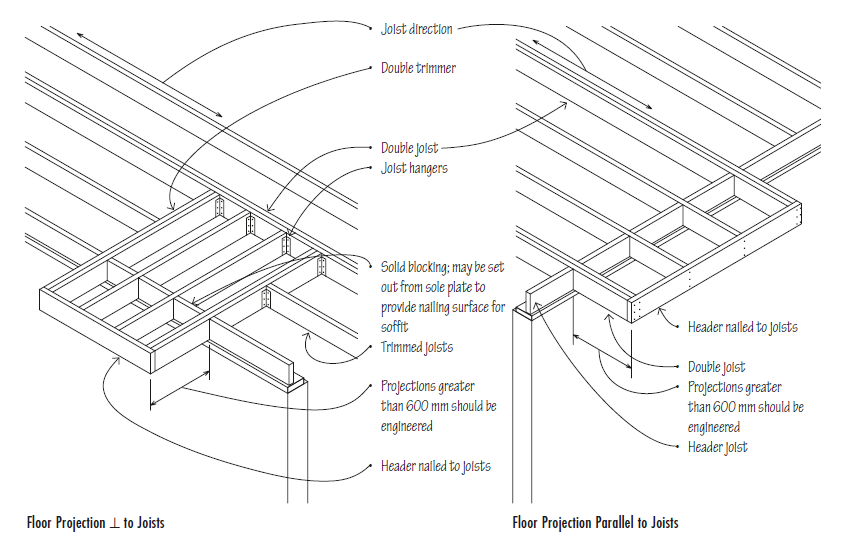 Joist direction
Double trimmer
Double joist
Joist hangers
Solid blocking; may be set
out from sole plate to
provide nailing surface for
soffit
Trimmed joists
Projections greater
than 600 mm should be
engineered
Header nailed to joists
Header nailed to joists
Double joist
Projections greater
than 600 mm should be
engineered
Header joist
Floor Projection ⊥ to Joists
Floor Projection Parallel to Joists